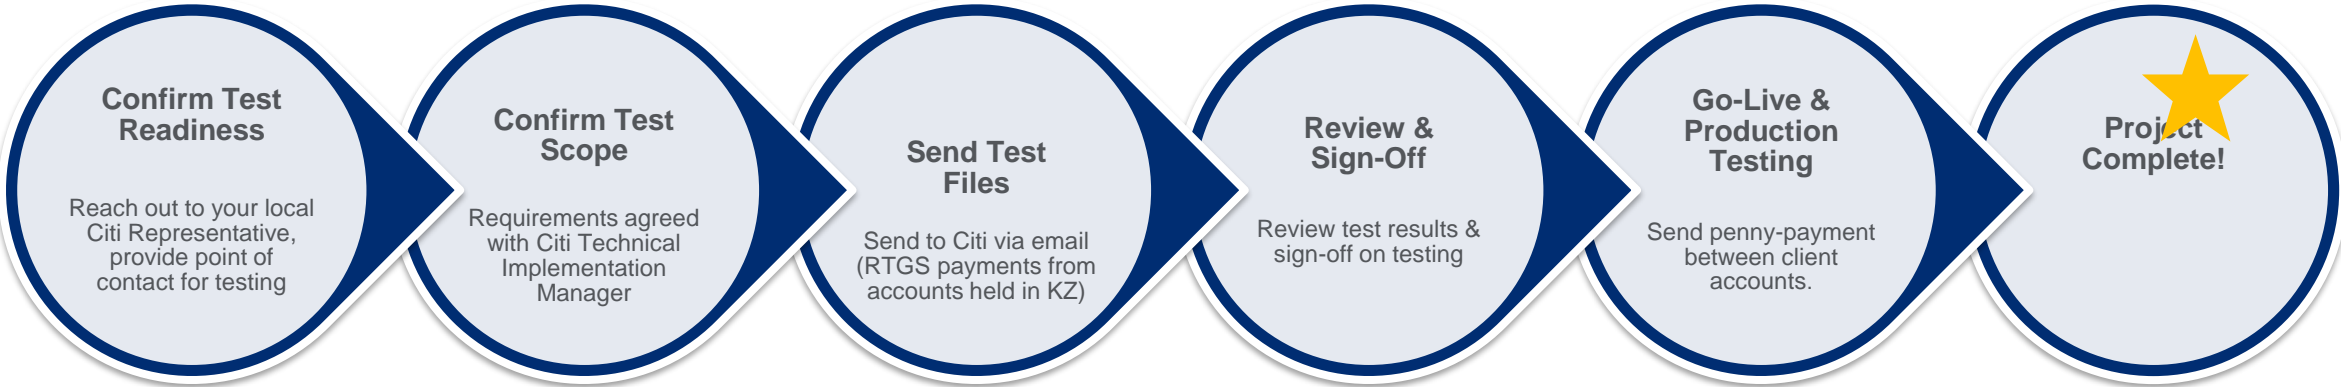 Confirm Test
Readiness
Reach out to your local
Citi Representative,
provide point of
contact for testing
Confirm Test
Scope
Requirements agreed
with Citi Technical
Implementation
Manager
Send Test
Files
Send to Citi via email
(RTGS payments from
accounts held in KZ)
Review &
Sign-Off
Review test results &
sign-off on testing
Go-Live &
Production
Testing
Send penny-payment
between client
accounts.
Project
Complete!